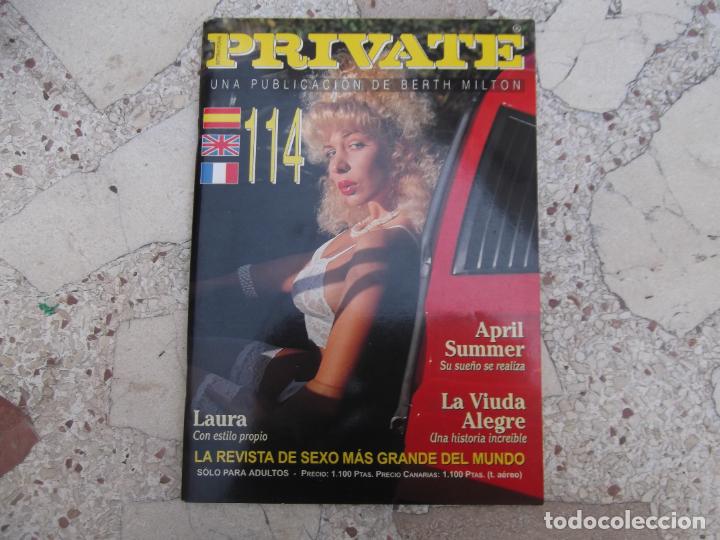 PRIVATE
UNA PUBLICACIÓN DE BERTH MILTON
114
April
Summer
Su sueño se realiza
La Viuda
Alegre
Una historia increible
Laura
Con estilo propio
LA REVISTA DE SEXO MÁS GRANDE DEL MUNDO
SÓLO PARA ADULTOS - PRECIO: 1.100 PTAS. PRECIO CANARIAS: 1.100 PTAS. (t. aéreo)
todocoleccion